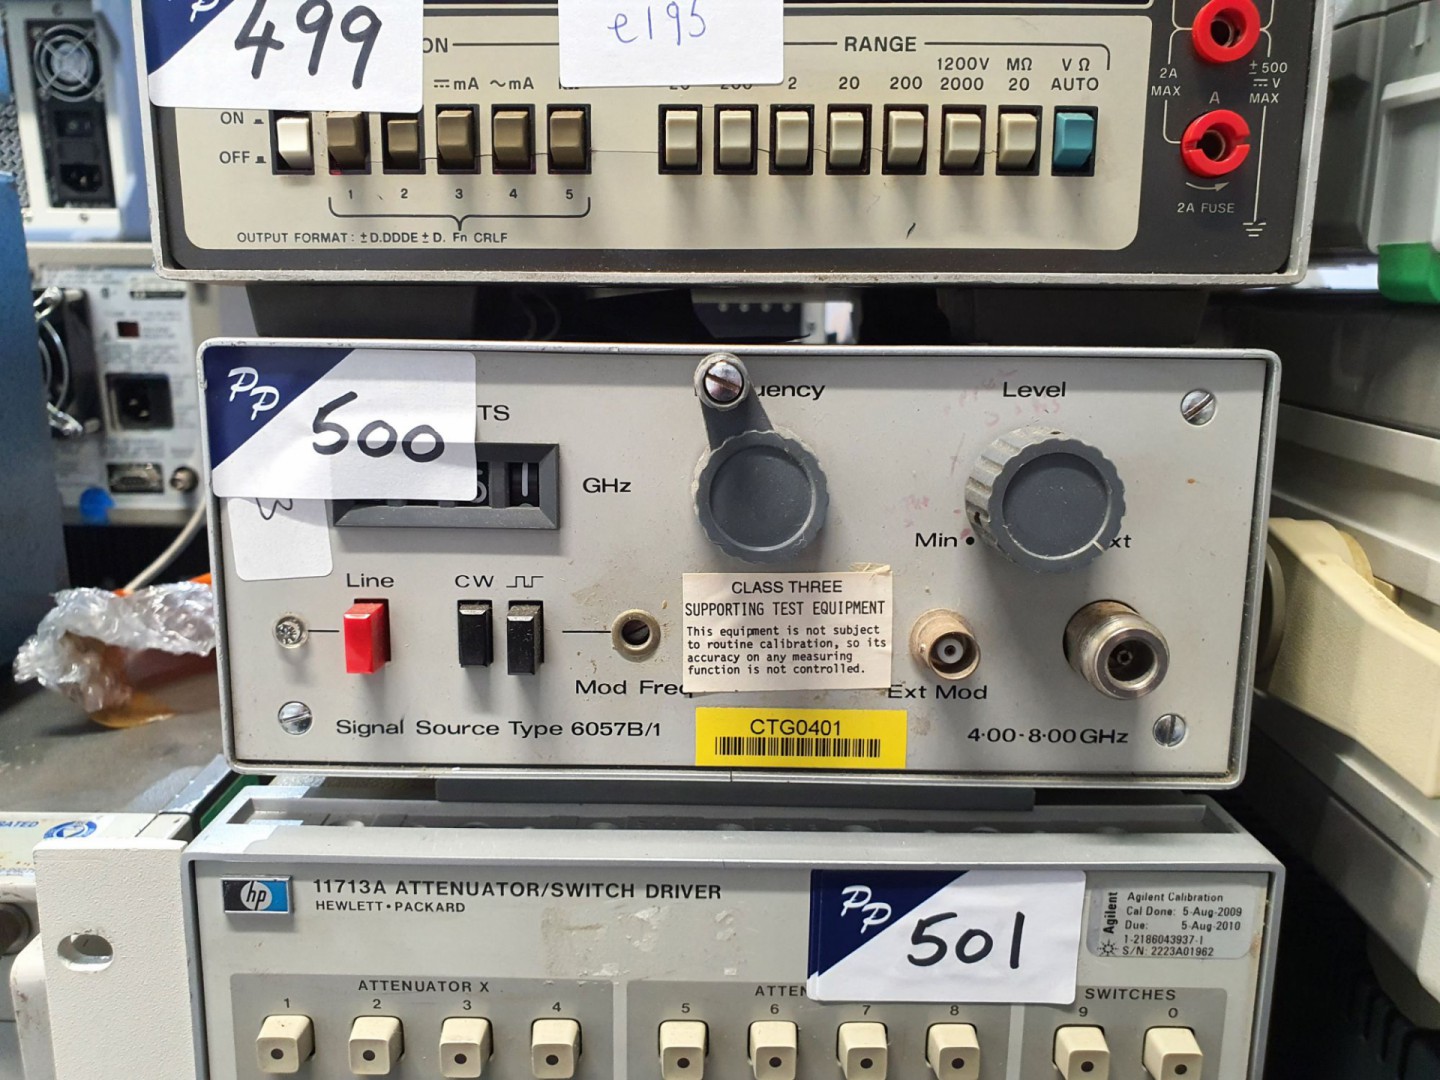 PP
499
e195
ON
RANGE
mA ~mA
20 200 2 20 200 1200V 2000 MΩ 20 VΩ AUTO
ON
OFF
1 2 3 4 5
OUTPUT FORMAT: ±D.DDDE±D. Fn CRLF
2A MAX
A
±500 V MAX
2A FUSE
PP
500
TS
GHz
uency
Level
Min
xt
Line
CW
Mod Freq
CLASS THREE
SUPPORTING TEST EQUIPMENT
This equipment is not subject
to routine calibration, so its
accuracy on any measuring
function is not controlled.
Ext Mod
Signal Source Type 6057B/1
CTG0401
4·00-8·00GHz
hp
11713A ATTENUATOR/SWITCH DRIVER
HEWLETT·PACKARD
PP
501
Agilent
Agilent Calibration
Cal Done: 5-Aug-2009
Due: 5-Aug-2010
1-2186043937-1
S/N: 2223A01962
ATTENUATOR X
ATTEN
SWITCHES
1 2 3 4 5 6 7 8 9 0